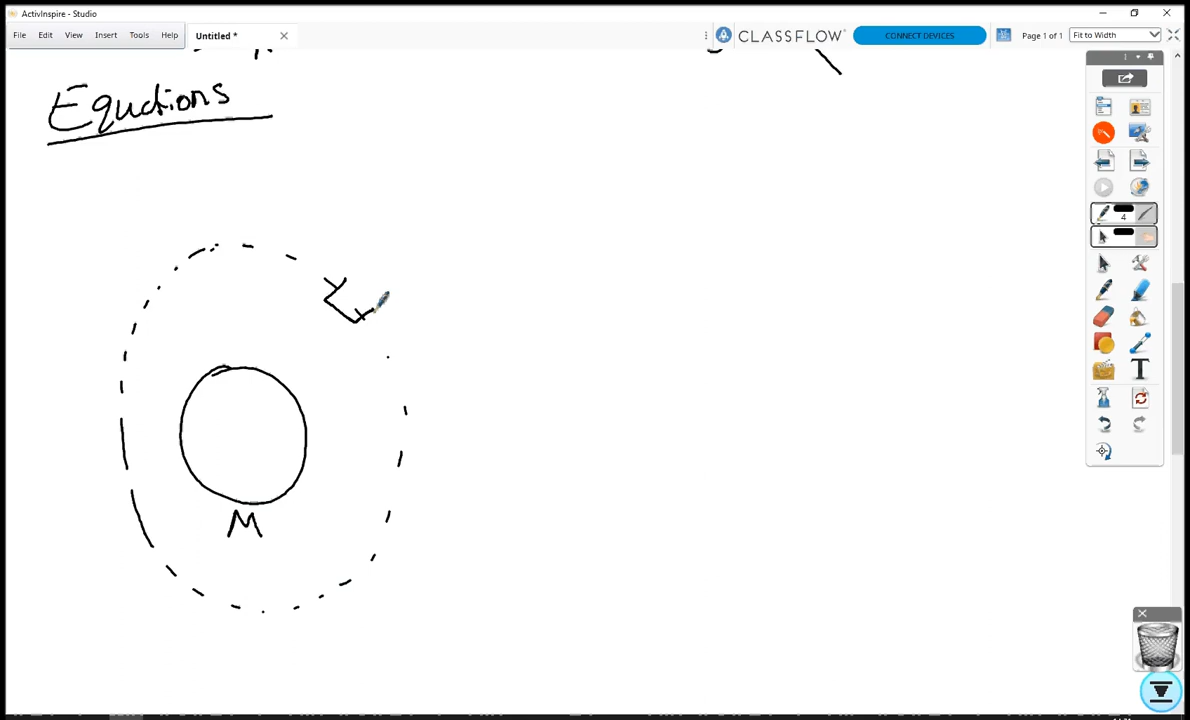 ActivInspire - Studio
File Edit View Insert Tools Help Untitled * CLASSFLOW CONNECT DEVICES Page 1 of 1 Fit to Width
Equations
4
M